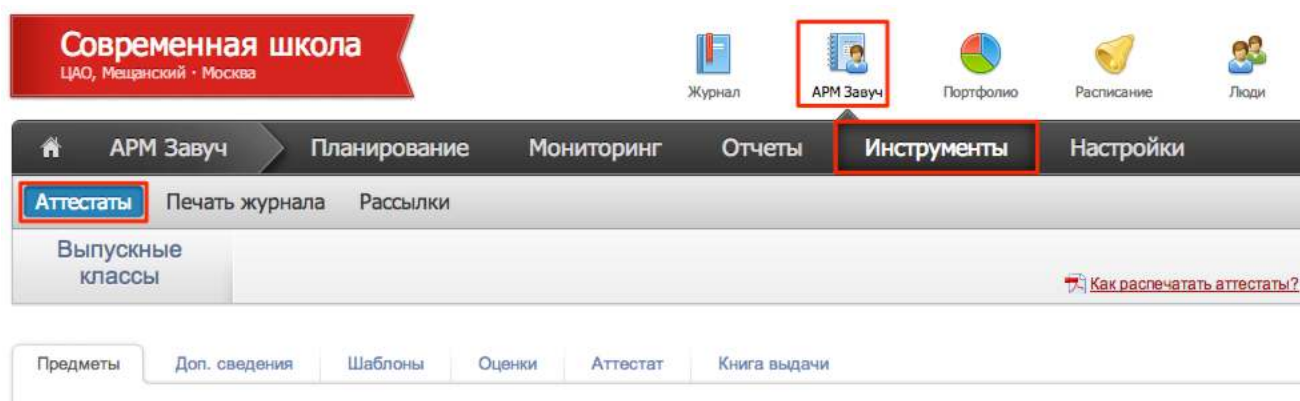 Современная школа
ЦАО, Мещанский · Москва
Журнал АРМ Завуч Портфолио Расписание Люди
АРМ Завуч Планирование Мониторинг Отчеты Инструменты Настройки
Аттестаты Печать журнала Рассылки
Выпускные
классы
Как распечатать аттестаты?
Предметы Доп. сведения Шаблоны Оценки Аттестат Книга выдачи